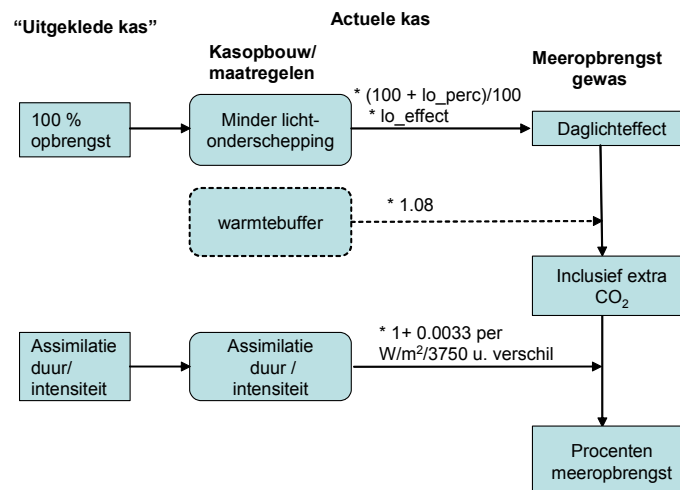 Actuele kas
“Uitgeklede kas”
Kasopbouw/
maatregelen
Meeropbrengst
gewas
100 %
opbrengst
Minder licht-
onderschepping
* (100 + lo_perc)/100
* lo_effect
Daglichteffect
warmtebuffer
* 1.08
Inclusief extra
CO₂
Assimilatie
duur/
intensiteit
Assimilatie
duur /
intensiteit
* 1+ 0.0033 per
W/m²/3750 u. verschil
Procenten
meeropbrengst